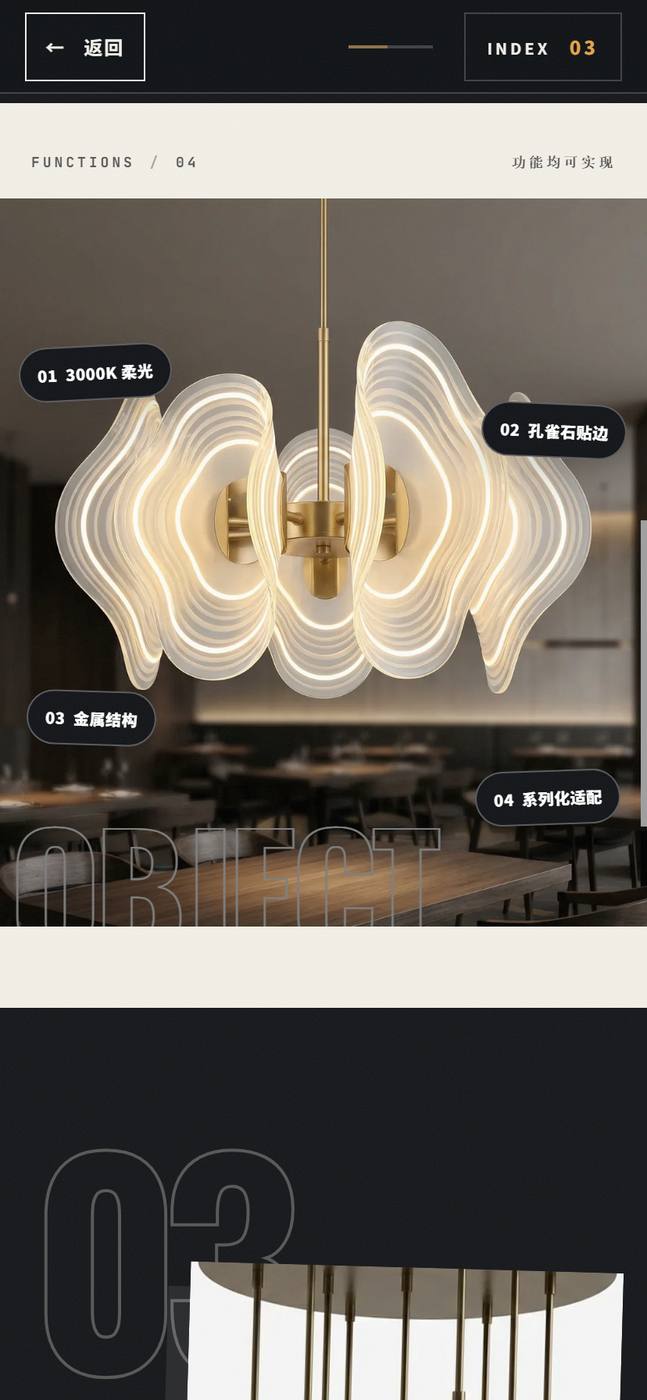 ← 返回
INDEX 03
FUNCTIONS / 04
功能均可实现
01 3000K 柔光
02 孔雀石贴边
03 金属结构
04 系列化适配
OBJECT
03